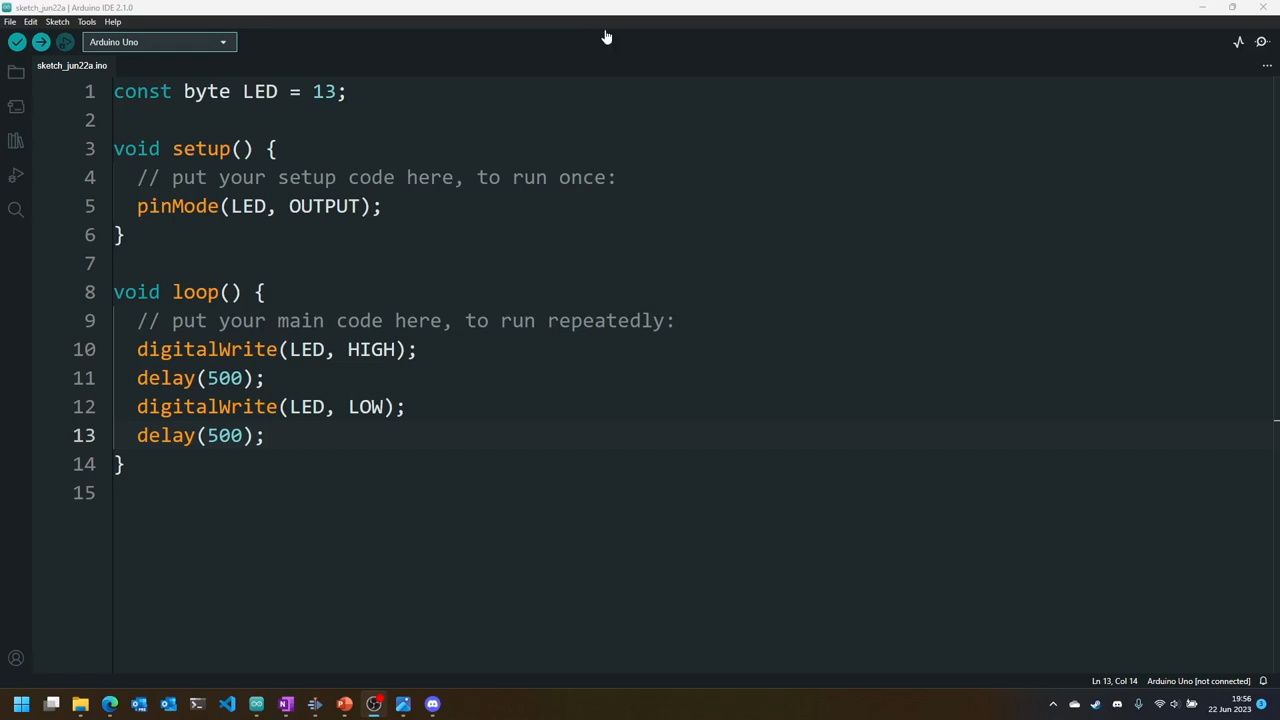 sketch_jun22a | Arduino IDE 2.1.0
File Edit Sketch Tools Help
Arduino Uno
sketch_jun22a.ino
1 const byte LED = 13;
2
3 void setup() {
4 // put your setup code here, to run once:
5 pinMode(LED, OUTPUT);
6 }
7
8 void loop() {
9 // put your main code here, to run repeatedly:
10 digitalWrite(LED, HIGH);
11 delay(500);
12 digitalWrite(LED, LOW);
13 delay(500);
14 }
15
Ln 13, Col 14 Arduino Uno [not connected]
19:56
22 Jun 2023